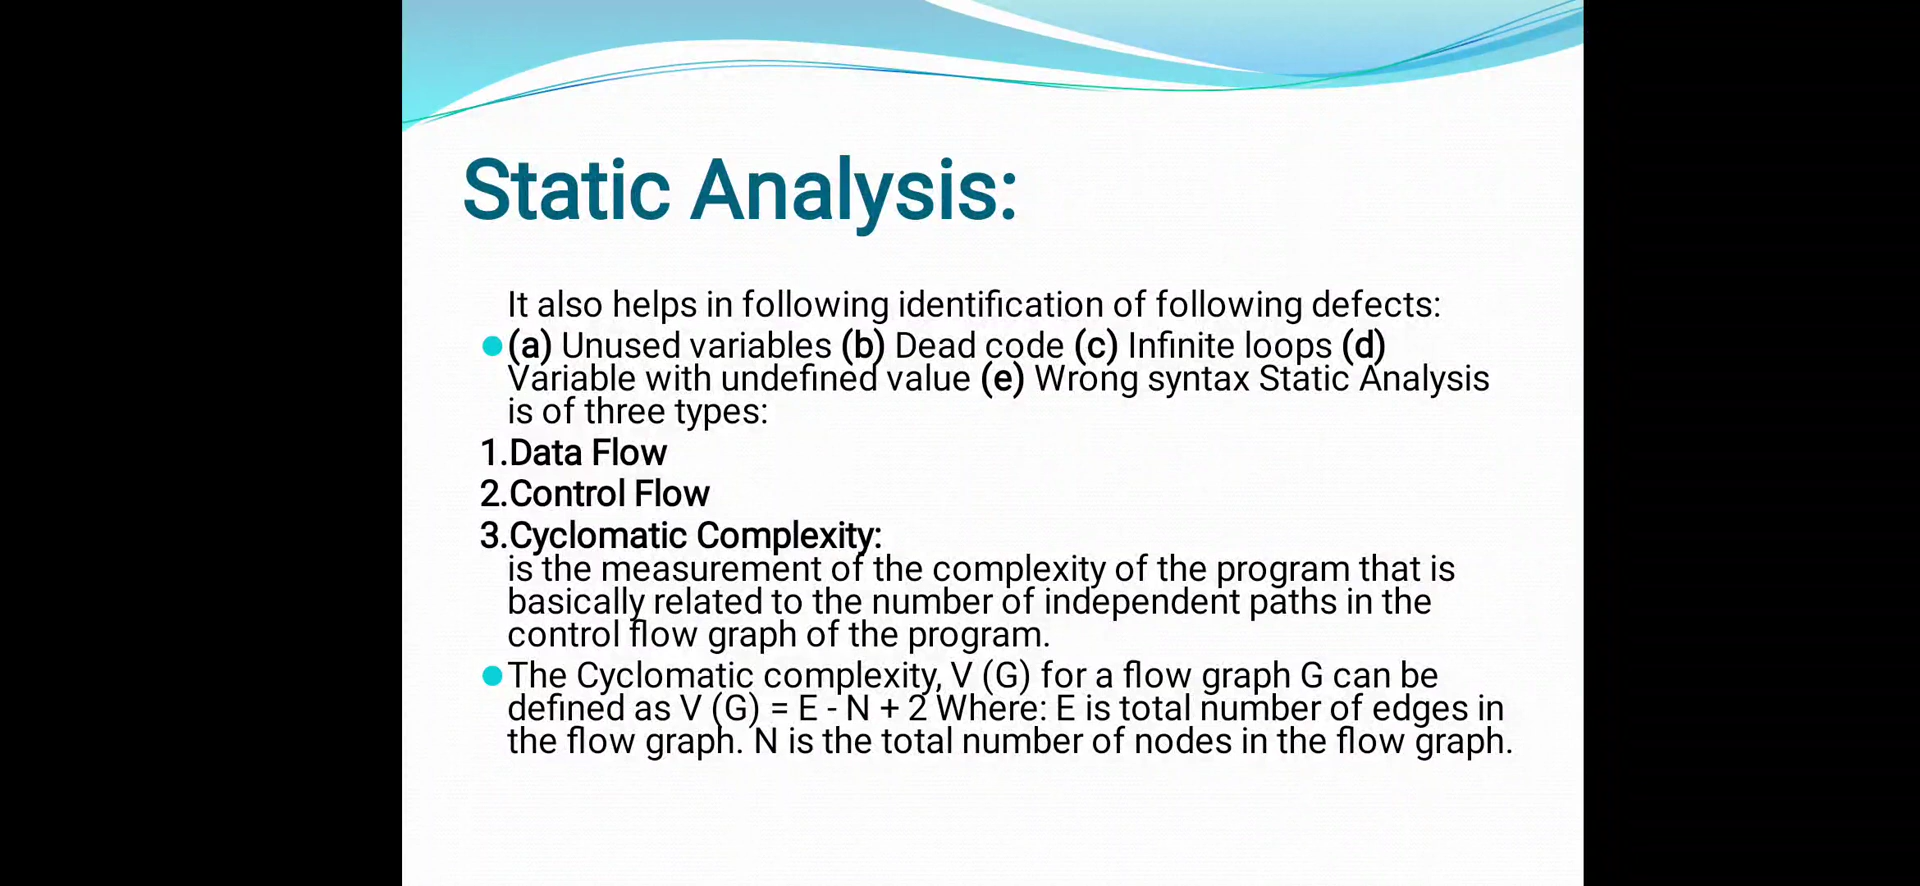 Static Analysis:
It also helps in following identification of following defects:
(a) Unused variables (b) Dead code (c) Infinite loops (d)
Variable with undefined value (e) Wrong syntax Static Analysis
is of three types:
1.Data Flow
2.Control Flow
3.Cyclomatic Complexity:
is the measurement of the complexity of the program that is
basically related to the number of independent paths in the
control flow graph of the program.
The Cyclomatic complexity, V (G) for a flow graph G can be
defined as V (G) = E - N + 2 Where: E is total number of edges in
the flow graph. N is the total number of nodes in the flow graph.